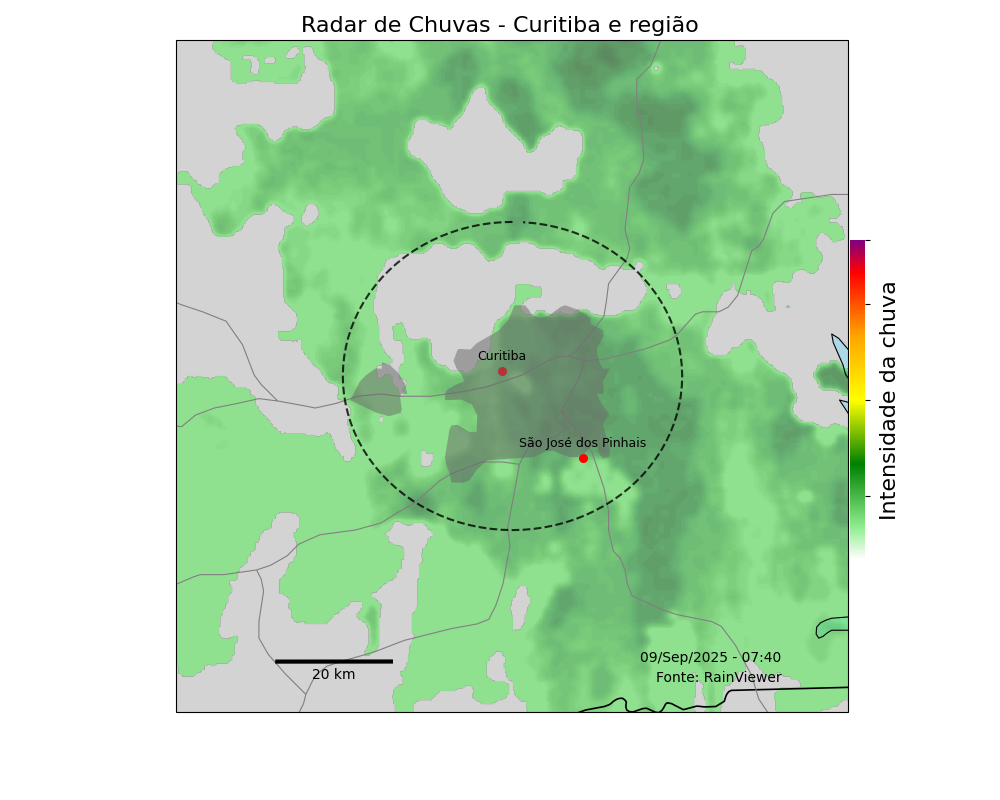 Radar de Chuvas - Curitiba e região
Curitiba
São José dos Pinhais
Intensidade da chuva
09/Sep/2025 - 07:40
Fonte: RainViewer
20 km